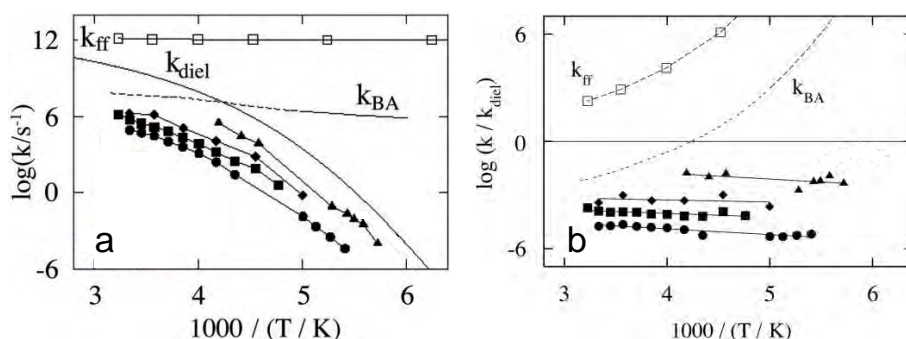 12
6
0
-6
log(k/s⁻¹)
k_ff
k_diel
k_BA
a
3 4 5 6
1000 / (T / K)
6
0
-6
log (k / k_diel)
k_ff
k_BA
b
3 4 5 6
1000 / (T / K)